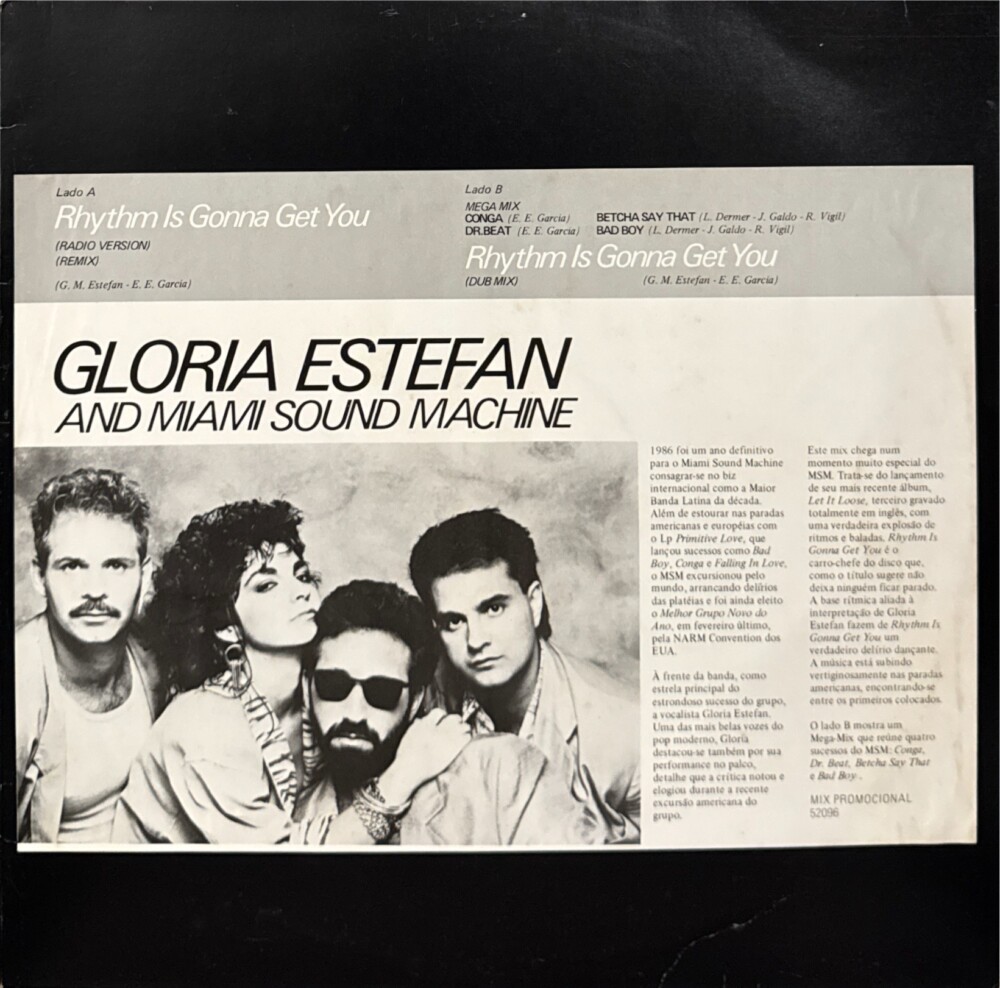 Lado A
Rhythm Is Gonna Get You
(RADIO VERSION)
(REMIX)
(G. M. Estefan - E. E. Garcia)
Lado B
MEGA MIX
CONGA (E. E. Garcia) BETCHA SAY THAT (L. Dermer - J. Galdo - R. Vigil)
DR.BEAT (E. E. Garcia) BAD BOY (L. Dermer - J. Galdo - R. Vigil)
Rhythm Is Gonna Get You
(DUB MIX) (G. M. Estefan - E. E. Garcia)
GLORIA ESTEFAN
AND MIAMI SOUND MACHINE
1986 foi um ano definitivo
para o Miami Sound Machine
consagrar-se no biz
internacional como a Maior
Banda Latina da década.
Além de estourar nas paradas
americanas e européias com
o Lp Primitive Love, que
lançou sucessos como Bad
Boy, Conga e Falling In Love,
o MSM excursionou pelo
mundo, arrancando delírios
das platéias e foi ainda eleito
o Melhor Grupo Novo do
Ano, em fevereiro último,
pela NARM Convention dos
EUA.
À frente da banda, como
estrela principal do
estrondoso sucesso do grupo,
a vocalista Gloria Estefan.
Uma das mais belas vozes do
pop moderno, Gloria
destacou-se também por sua
performance no palco,
detalhe que a crítica notou e
elogiou durante a recente
excursão americana do
grupo.
Este mix chega num
momento muito especial do
MSM. Trata-se do lançamento
de seu mais recente álbum,
Let It Loose, terceiro gravado
totalmente em inglês, com
uma verdadeira explosão de
ritmos e baladas. Rhythm Is
Gonna Get You é o
carro-chefe do disco que,
como o título sugere não
deixa ninguém ficar parado.
A base rítmica aliada à
interpretação de Gloria
Estefan fazem de Rhythm Is
Gonna Get You um
verdadeiro delírio dançante.
A música está subindo
vertiginosamente nas paradas
americanas, encontrando-se
entre os primeiros colocados.
O lado B mostra um
Mega-Mix que reúne quatro
sucessos do MSM: Conga,
Dr. Beat, Betcha Say That
e Bad Boy.
MIX PROMOCIONAL
52096